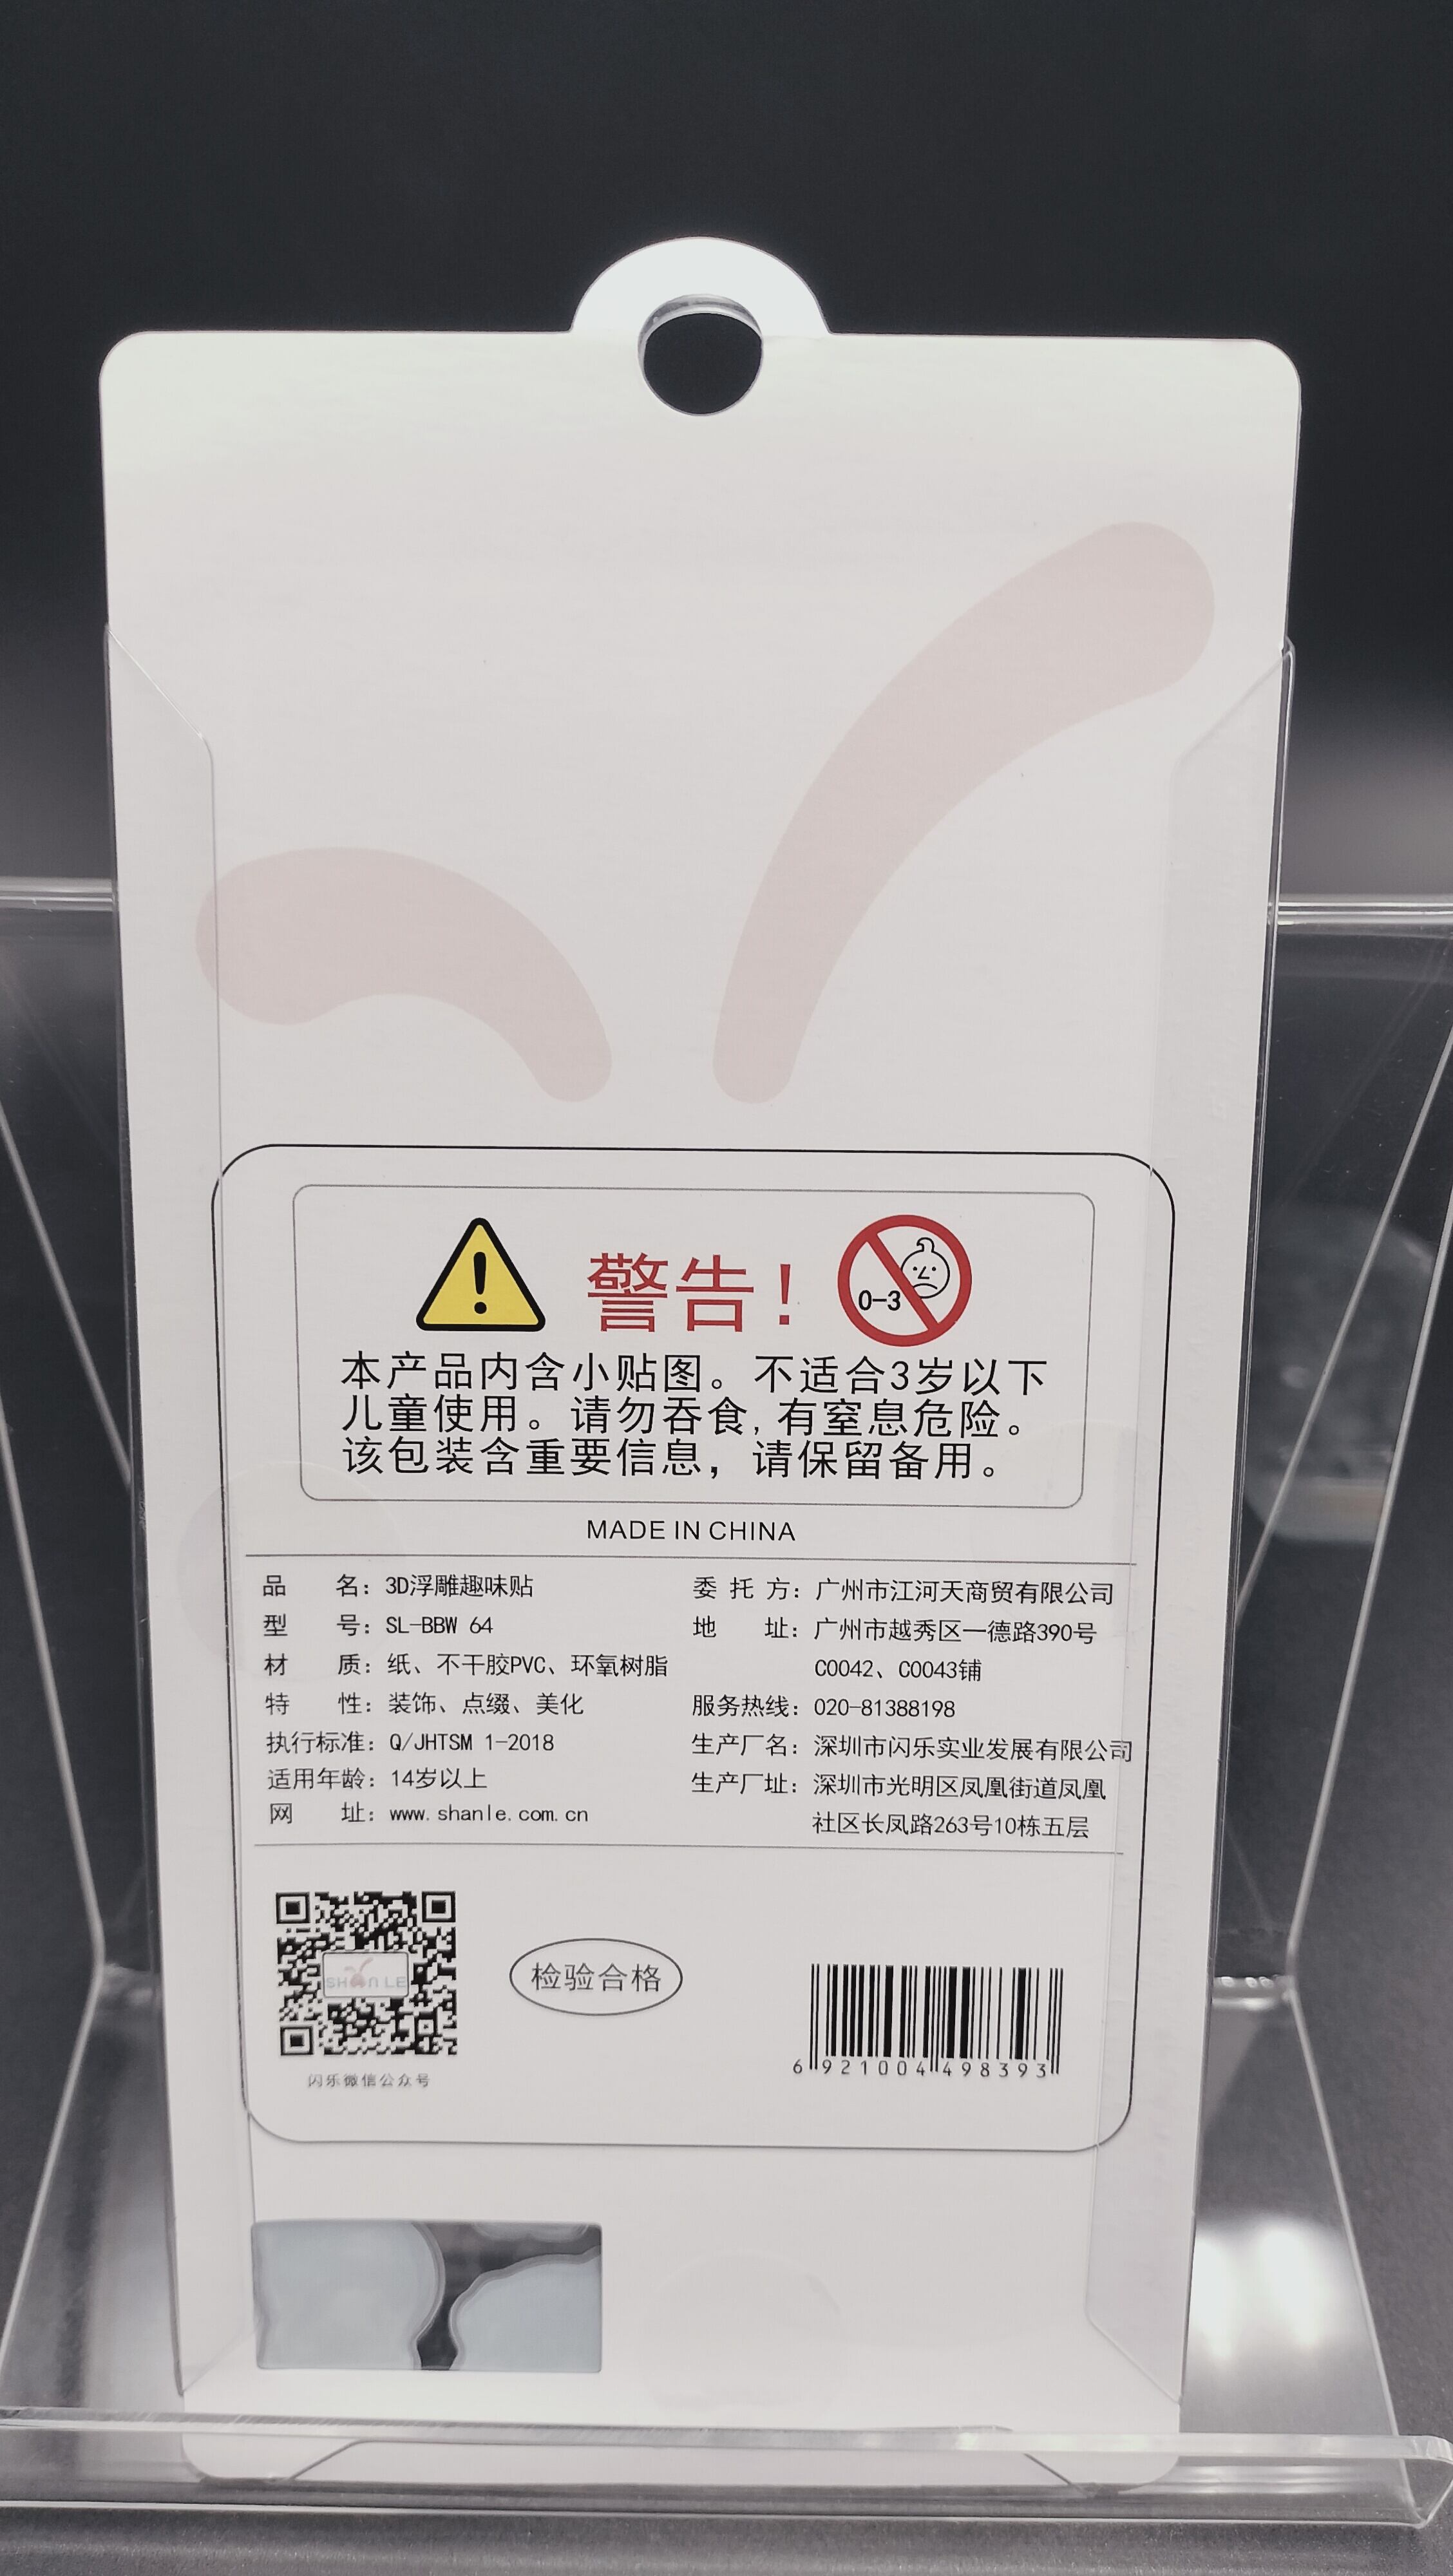 警告!
0-3
本产品内含小贴图。不适合3岁以下
儿童使用。请勿吞食,有窒息危险。
该包装含重要信息，请保留备用。
MADE IN CHINA
品 名：3D浮雕趣味贴
型 号：SL-BBW 64
材 质：纸、不干胶PVC、环氧树脂
特 性：装饰、点缀、美化
执行标准：Q/JHTSM 1-2018
适用年龄：14岁以上
网 址：www.shanle.com.cn
委 托 方：广州市江河天商贸有限公司
地 址：广州市越秀区一德路390号
C0042、C0043铺
服务热线：020-81388198
生产厂名：深圳市闪乐实业发展有限公司
生产厂址：深圳市光明区凤凰街道凤凰
社区长凤路263号10栋五层
SHAN LE
闪乐微信公众号
检验合格
6 921004 498393